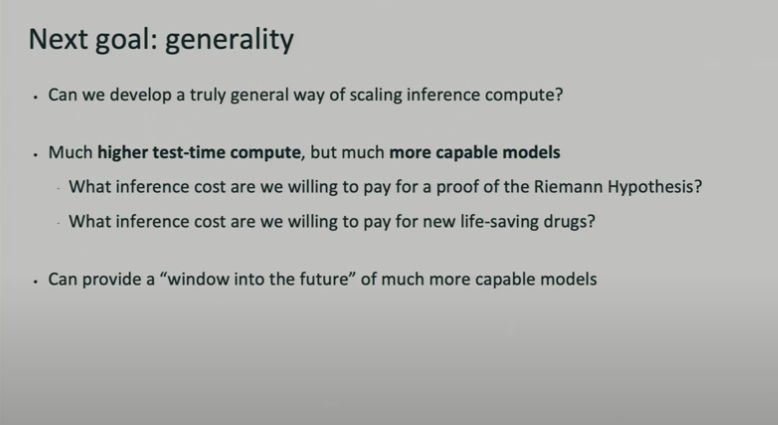 Next goal: generality
• Can we develop a truly general way of scaling inference compute?
• Much higher test-time compute, but much more capable models
- What inference cost are we willing to pay for a proof of the Riemann Hypothesis?
- What inference cost are we willing to pay for new life-saving drugs?
• Can provide a “window into the future” of much more capable models